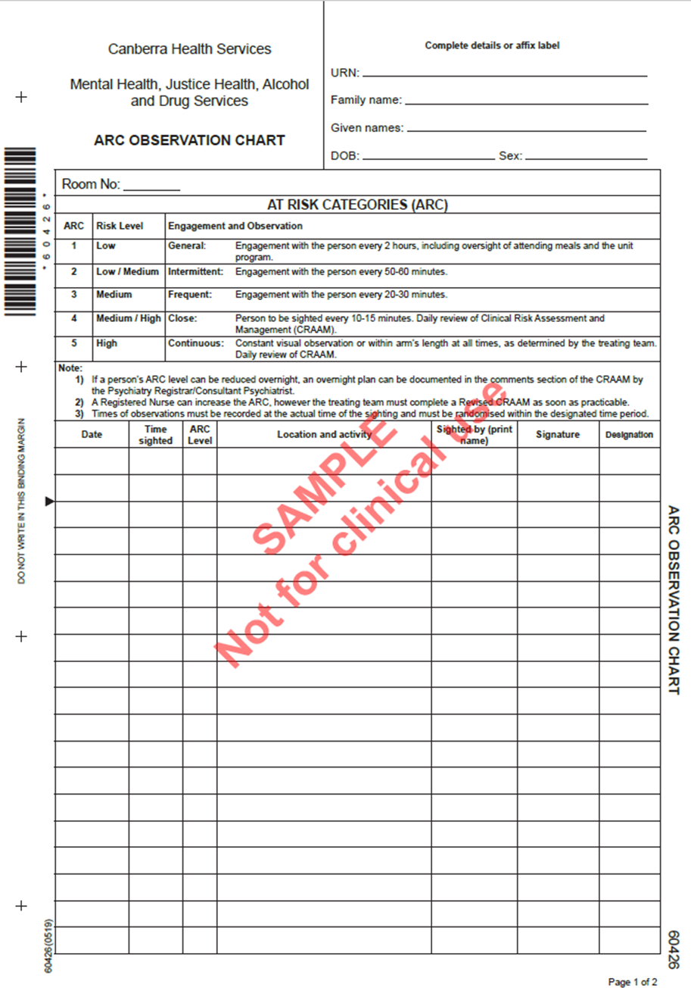 Canberra Health Services
Mental Health, Justice Health, Alcohol
and Drug Services
ARC OBSERVATION CHART
Complete details or affix label
URN:
Family name:
Given names:
DOB: Sex:
*60426*
Room No:
AT RISK CATEGORIES (ARC)
ARC Risk Level Engagement and Observation
1 Low General: Engagement with the person every 2 hours, including oversight of attending meals and the unit
program.
2 Low / Medium Intermittent: Engagement with the person every 50-60 minutes.
3 Medium Frequent: Engagement with the person every 20-30 minutes.
4 Medium / High Close: Person to be sighted every 10-15 minutes. Daily review of Clinical Risk Assessment and
Management (CRAAM).
5 High Continuous: Constant visual observation or within arm's length at all times, as determined by the treating team.
Daily review of CRAAM.
Note:
1) If a person's ARC level can be reduced overnight, an overnight plan can be documented in the comments section of the CRAAM by
the Psychiatry Registrar/Consultant Psychiatrist.
2) A Registered Nurse can increase the ARC, however the treating team must complete a Revised CRAAM as soon as practicable.
3) Times of observations must be recorded at the actual time of the sighting and must be randomised within the designated time period.
Date
Time
sighted
ARC
Level
Location and activity
Sighted by (print
name)
Signature
Designation
SAMPLE
Not for clinical use
DO NOT WRITE IN THIS BINDING MARGIN
60426(0519)
ARC OBSERVATION CHART
60426
Page 1 of 2